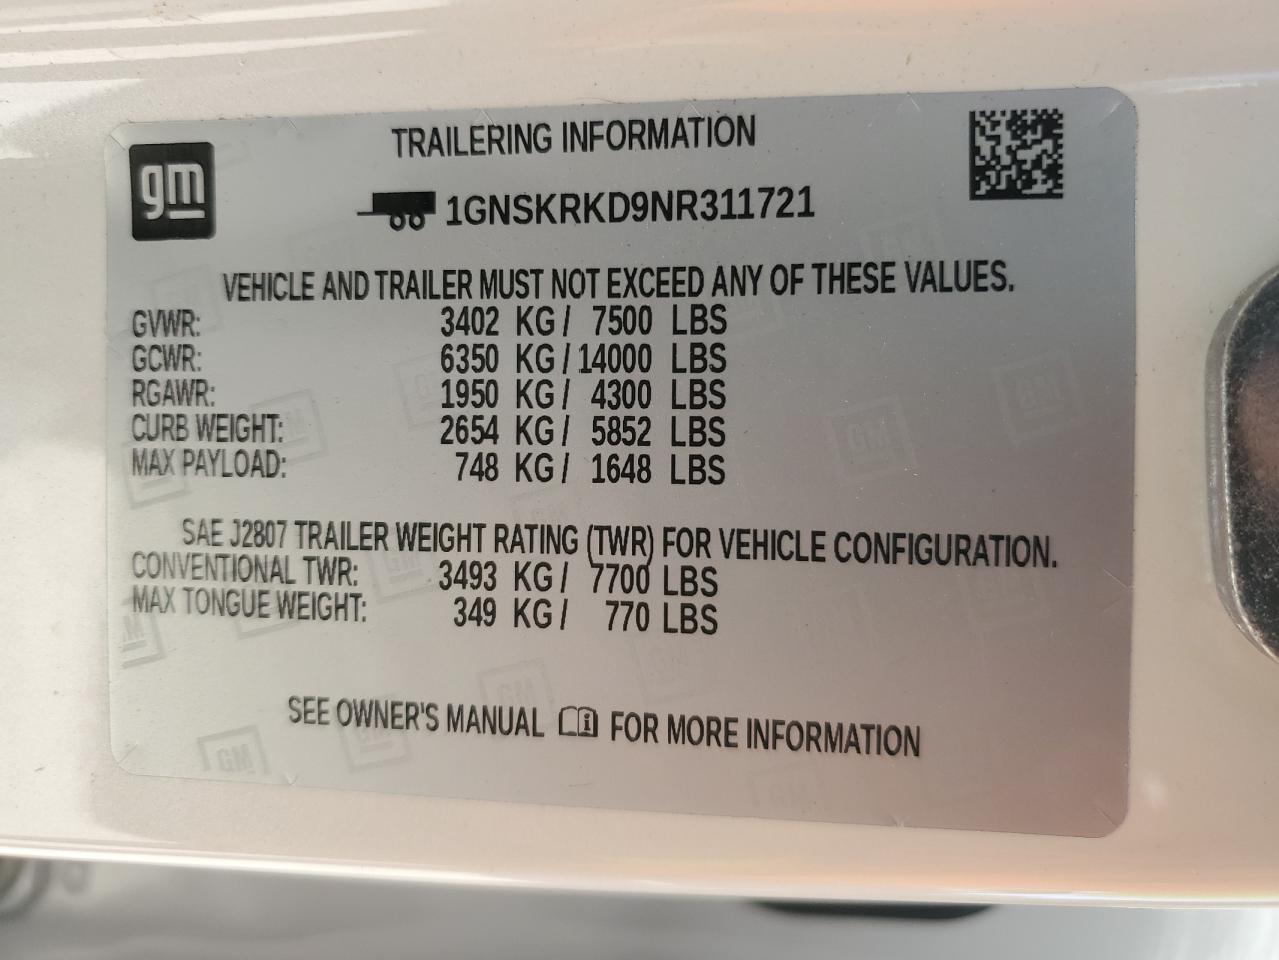 gm
TRAILERING INFORMATION
1GNSKRKD9NR311721
VEHICLE AND TRAILER MUST NOT EXCEED ANY OF THESE VALUES.
GVWR: 3402 KG / 7500 LBS
GCWR: 6350 KG / 14000 LBS
RGAWR: 1950 KG / 4300 LBS
CURB WEIGHT: 2654 KG / 5852 LBS
MAX PAYLOAD: 748 KG / 1648 LBS
SAE J2807 TRAILER WEIGHT RATING (TWR) FOR VEHICLE CONFIGURATION.
CONVENTIONAL TWR: 3493 KG / 7700 LBS
MAX TONGUE WEIGHT: 349 KG / 770 LBS
SEE OWNER'S MANUAL FOR MORE INFORMATION